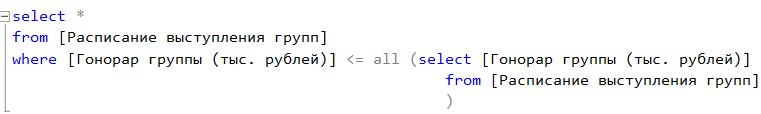 select *
from [Расписание выступления групп]
where [Гонорар группы (тыс. рублей)] <= all (select [Гонорар группы (тыс. рублей)]
from [Расписание выступления групп]
)